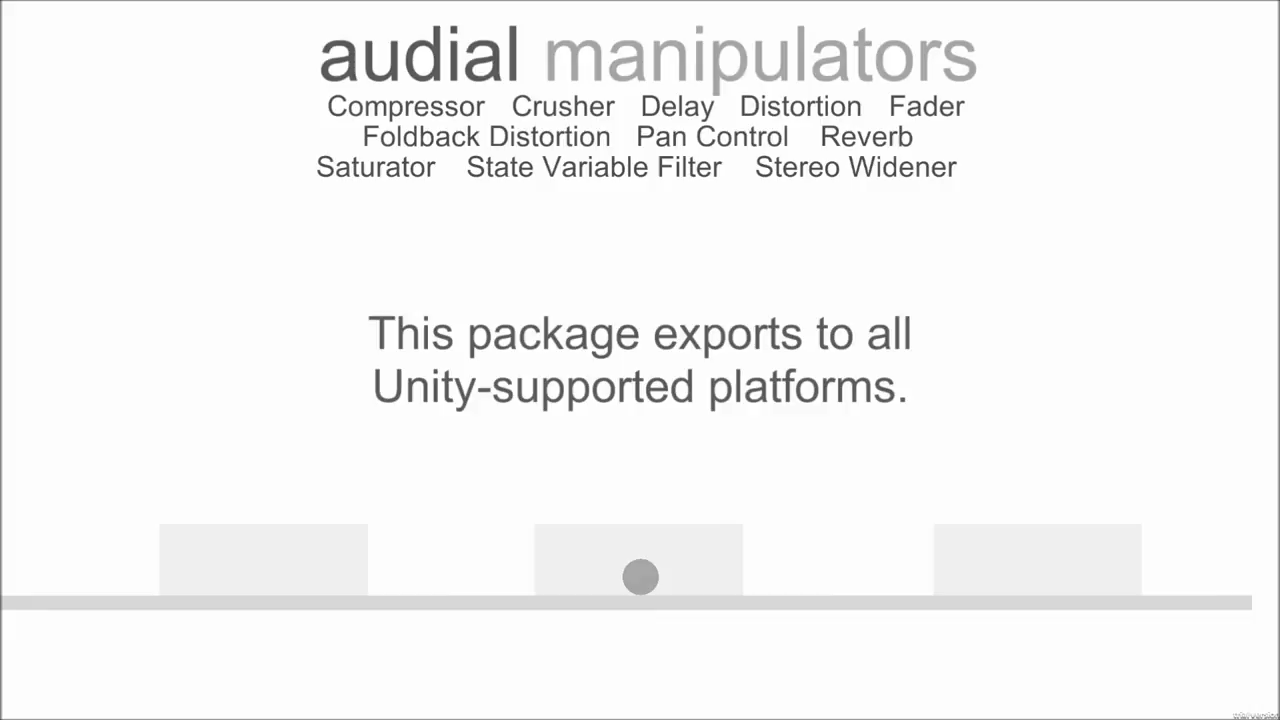 audial manipulators
Compressor Crusher Delay Distortion Fader
Foldback Distortion Pan Control Reverb
Saturator State Variable Filter Stereo Widener
This package exports to all
Unity-supported platforms.